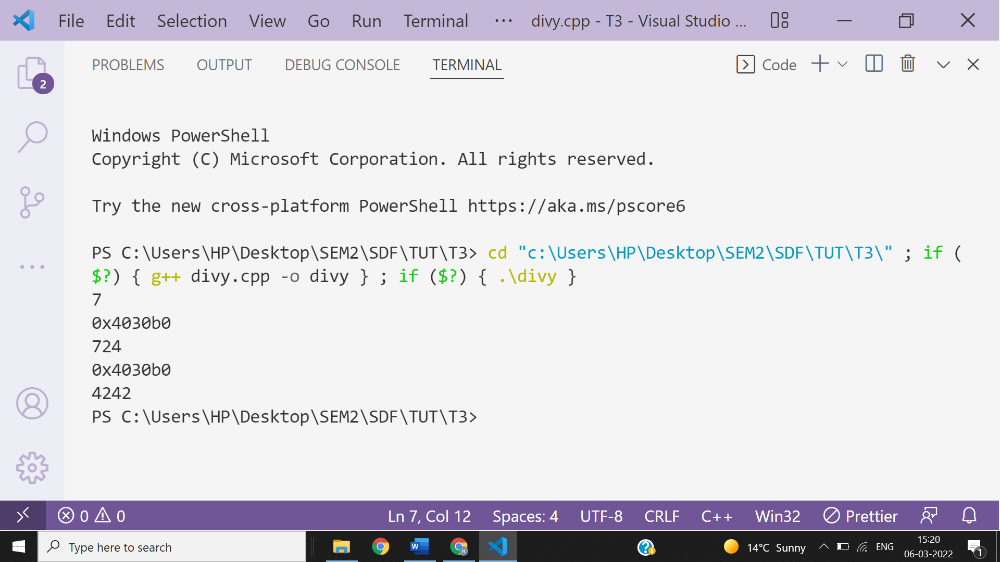 File Edit Selection View Go Run Terminal ··· divy.cpp - T3 - Visual Studio ...
PROBLEMS OUTPUT DEBUG CONSOLE TERMINAL Code
2
Windows PowerShell
Copyright (C) Microsoft Corporation. All rights reserved.
Try the new cross-platform PowerShell https://aka.ms/pscore6
PS C:\Users\HP\Desktop\SEM2\SDF\TUT\T3> cd "c:\Users\HP\Desktop\SEM2\SDF\TUT\T3\" ; if (
$?) { g++ divy.cpp -o divy } ; if ($?) { .\divy }
7
0x4030b0
724
0x4030b0
4242
PS C:\Users\HP\Desktop\SEM2\SDF\TUT\T3>
0 0 Ln 7, Col 12 Spaces: 4 UTF-8 CRLF C++ Win32 Prettier
Type here to search W N 14°C Sunny ENG 15:20
06-03-2022 1